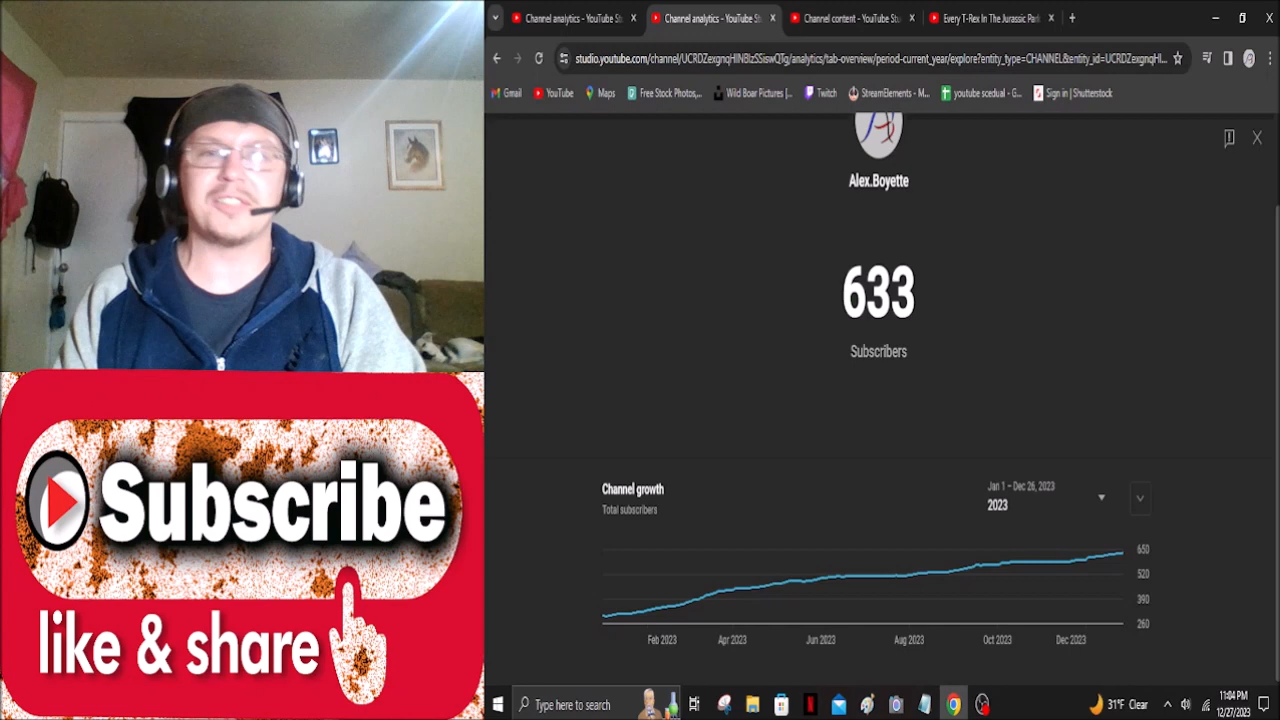 Channel analytics - YouTube St
Channel analytics - YouTube St
Channel content - YouTube Stu
Every T-Rex In The Jurassic Park
Gmail
YouTube
Maps
Free Stock Photos,...
Wild Boar Pictures |...
Twitch
StreamElements - M...
youtube scedual - G...
Sign in | Shutterstock
Alex.Boyette
633
Subscribers
Channel growth
Total subscribers
Jan 1 – Dec 26, 2023
2023
650
520
390
260
Feb 2023
Apr 2023
Jun 2023
Aug 2023
Oct 2023
Dec 2023
Subscribe
like & share
Type here to search
31°F Clear
11:04 PM
12/27/2023